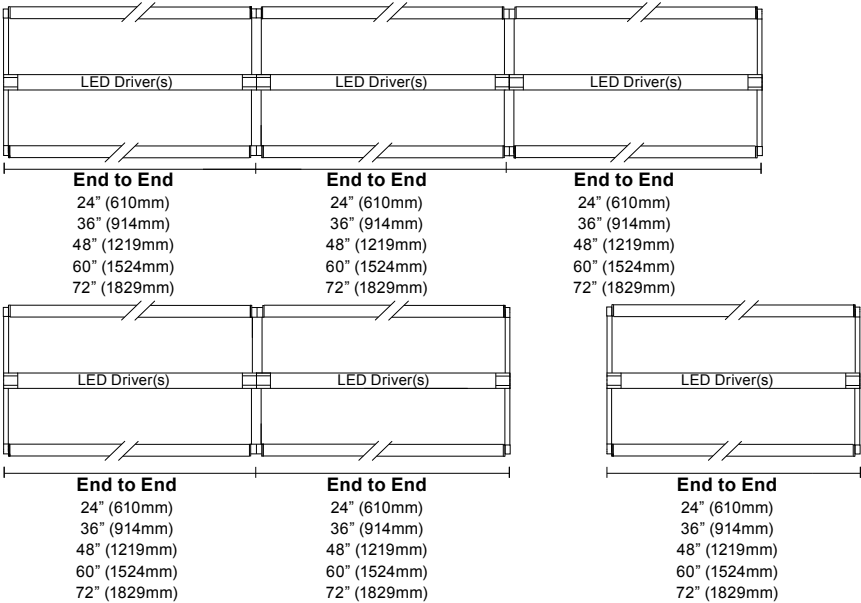 LED Driver(s) LED Driver(s) LED Driver(s)
End to End End to End End to End
24” (610mm) 24” (610mm) 24” (610mm)
36” (914mm) 36” (914mm) 36” (914mm)
48” (1219mm) 48” (1219mm) 48” (1219mm)
60” (1524mm) 60” (1524mm) 60” (1524mm)
72” (1829mm) 72” (1829mm) 72” (1829mm)
LED Driver(s) LED Driver(s) LED Driver(s)
End to End End to End End to End
24” (610mm) 24” (610mm) 24” (610mm)
36” (914mm) 36” (914mm) 36” (914mm)
48” (1219mm) 48” (1219mm) 48” (1219mm)
60” (1524mm) 60” (1524mm) 60” (1524mm)
72” (1829mm) 72” (1829mm) 72” (1829mm)